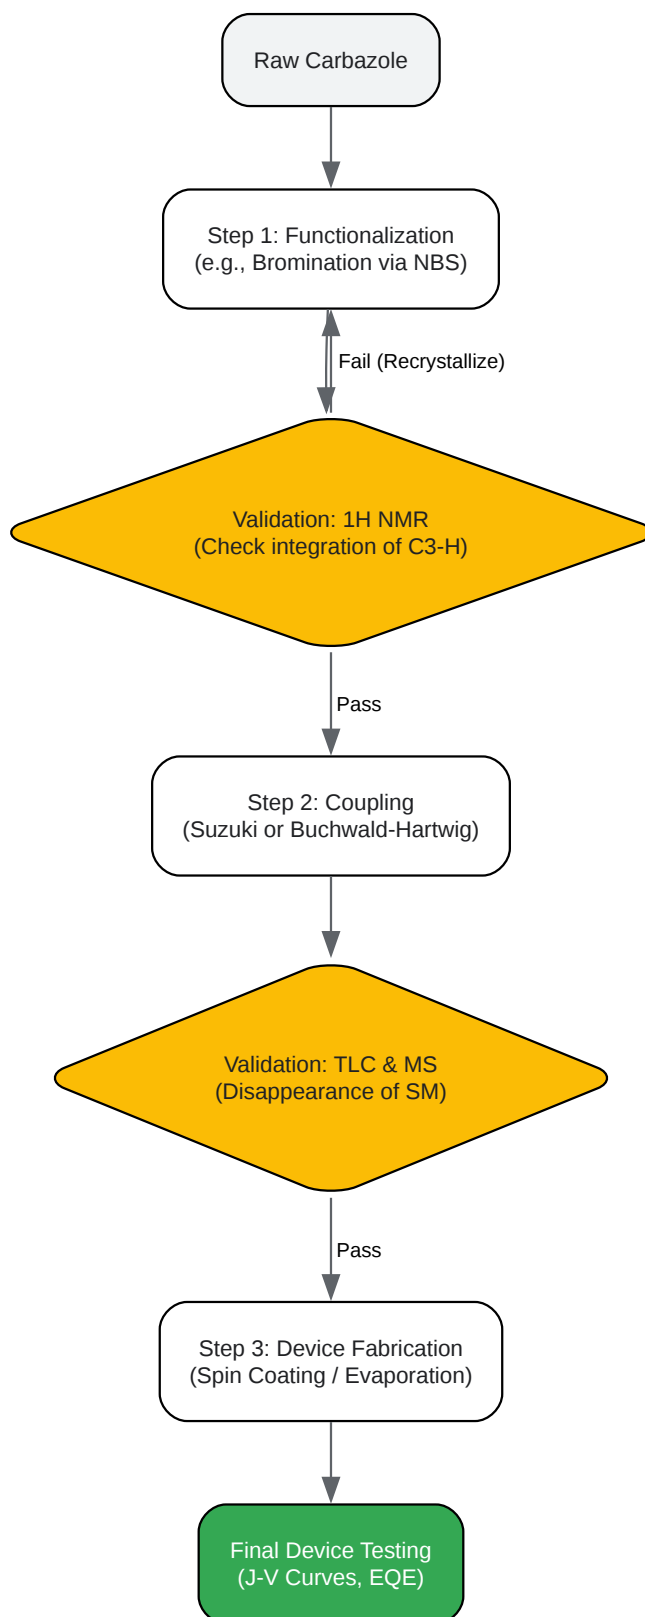 Raw Carbazole
Step 1: Functionalization
(e.g., Bromination via NBS)
Fail (Recrystallize)
Validation: 1H NMR
(Check integration of C3-H)
Pass
Step 2: Coupling
(Suzuki or Buchwald-Hartwig)
Validation: TLC & MS
(Disappearance of SM)
Pass
Step 3: Device Fabrication
(Spin Coating / Evaporation)
Final Device Testing
(J-V Curves, EQE)